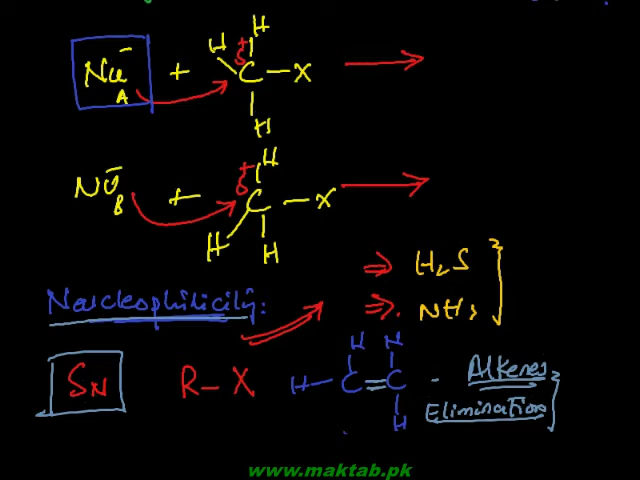 H H
Nu⁻ + δ+ C – X
A
H
H
Nu⁻ + δ+ C – X
B
H H
⇒ H₂S
Nucleophilicity:
⇒ NH₃
H H
SN R – X H – C = C - Alkenes
H Elimination
www.maktab.pk